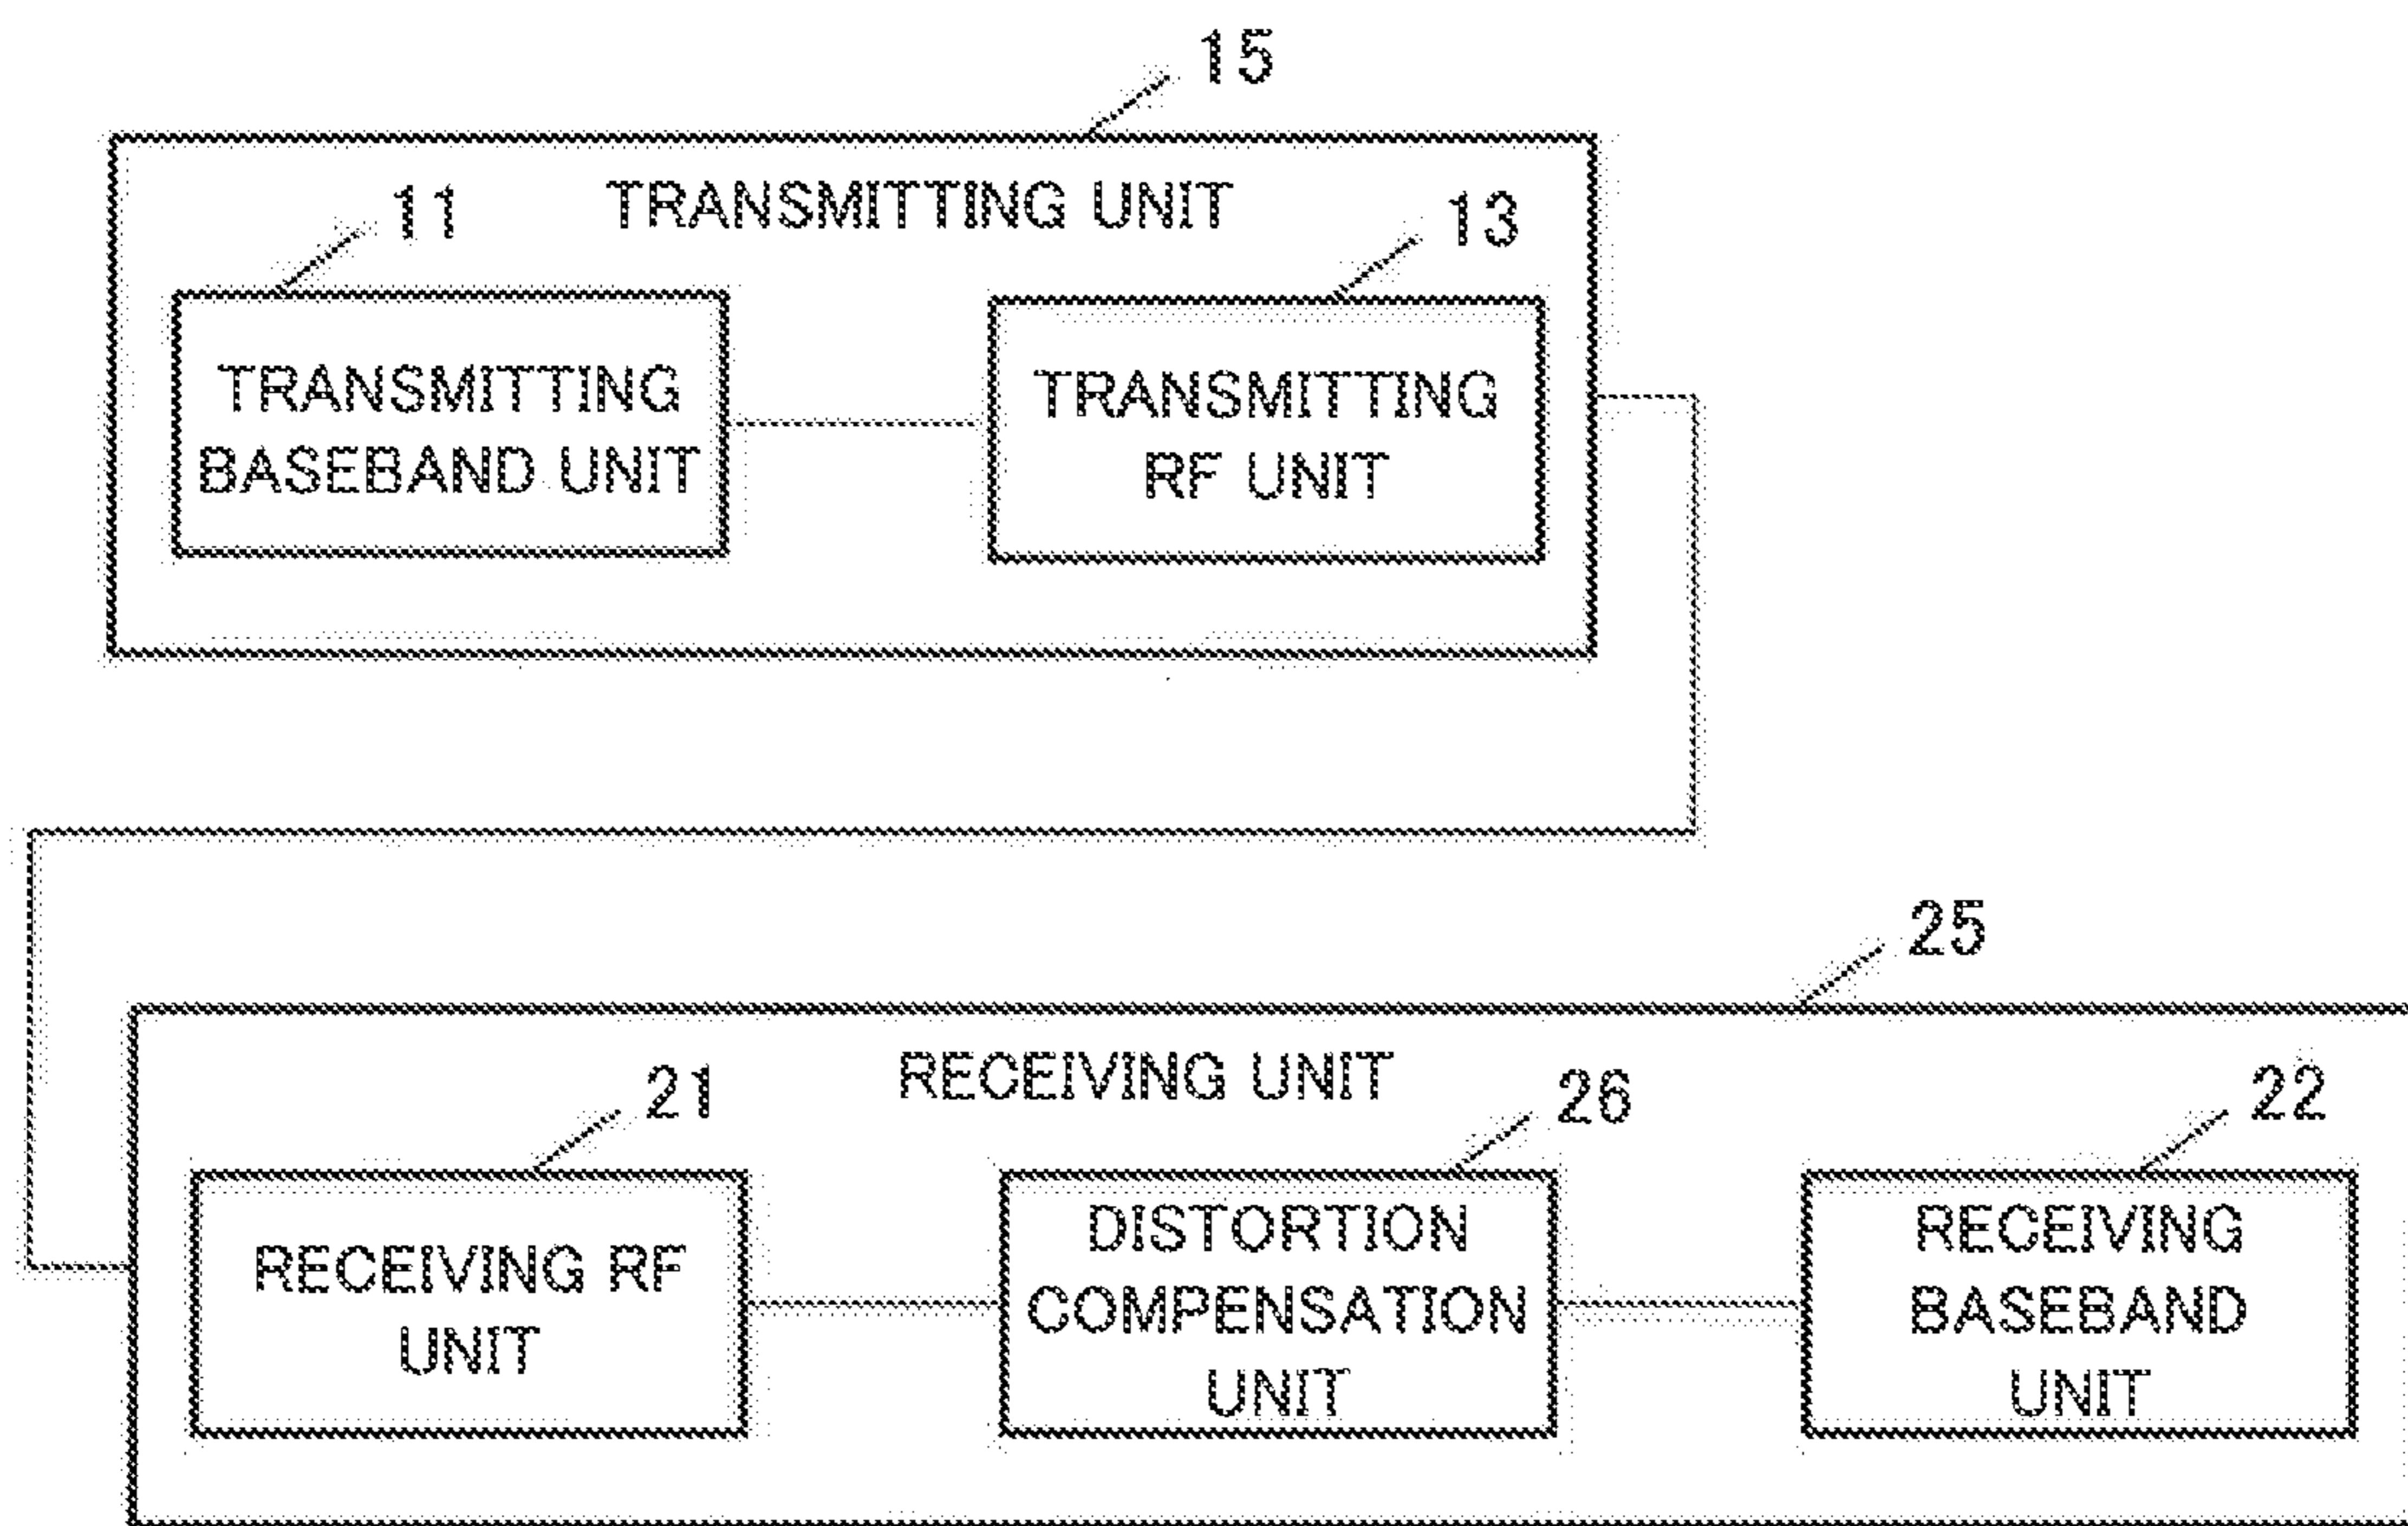 15
TRANSMITTING UNIT
11
13
TRANSMITTING
BASEBAND UNIT
TRANSMITTING
RF UNIT
25
RECEIVING UNIT
21
26
22
RECEIVING RF
UNIT
DISTORTION
COMPENSATION
UNIT
RECEIVING
BASEBAND
UNIT